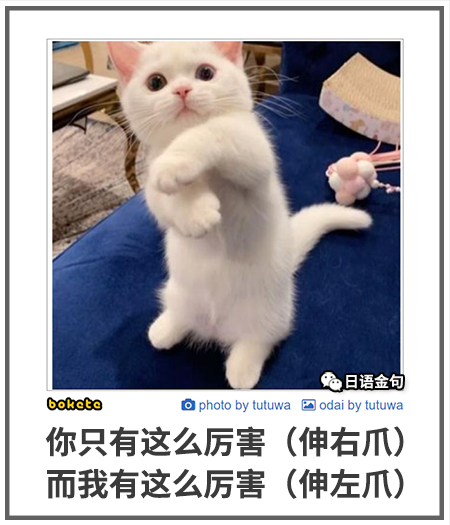 日语金句
bokete
photo by tutuwa odai by tutuwa
你只有这么厉害（伸右爪）
而我有这么厉害（伸左爪）